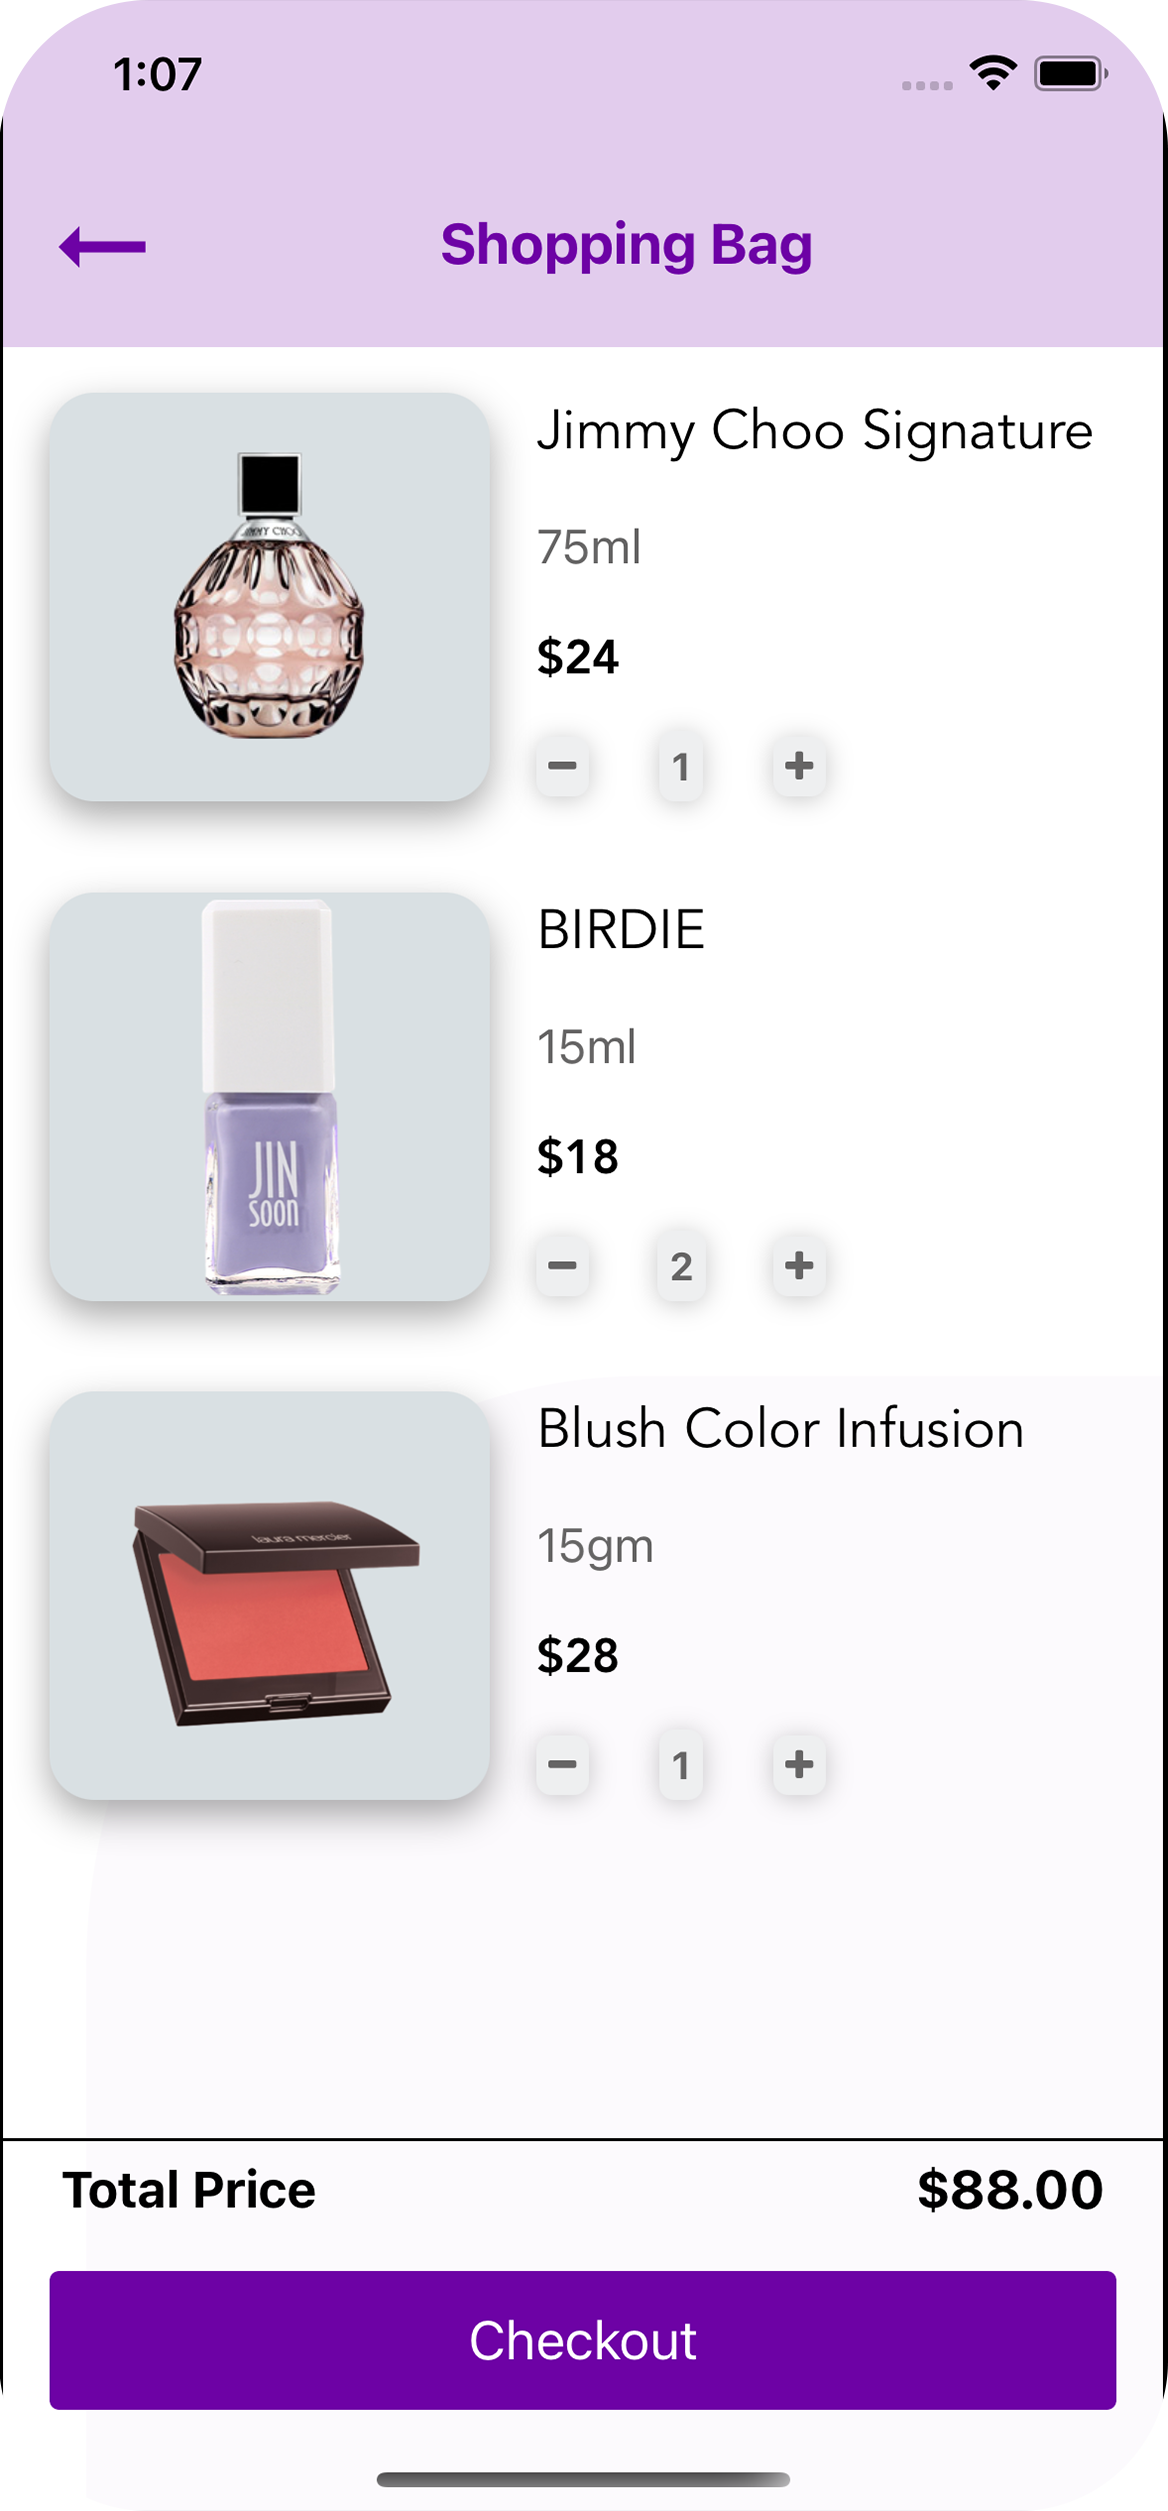 1:07
Shopping Bag
JIMMY CHOO
Jimmy Choo Signature
75ml
$24
1
BIRDIE
15ml
$18
2
JIN
soon
Blush Color Infusion
15gm
$28
1
laura mercier
Total Price
$88.00
Checkout